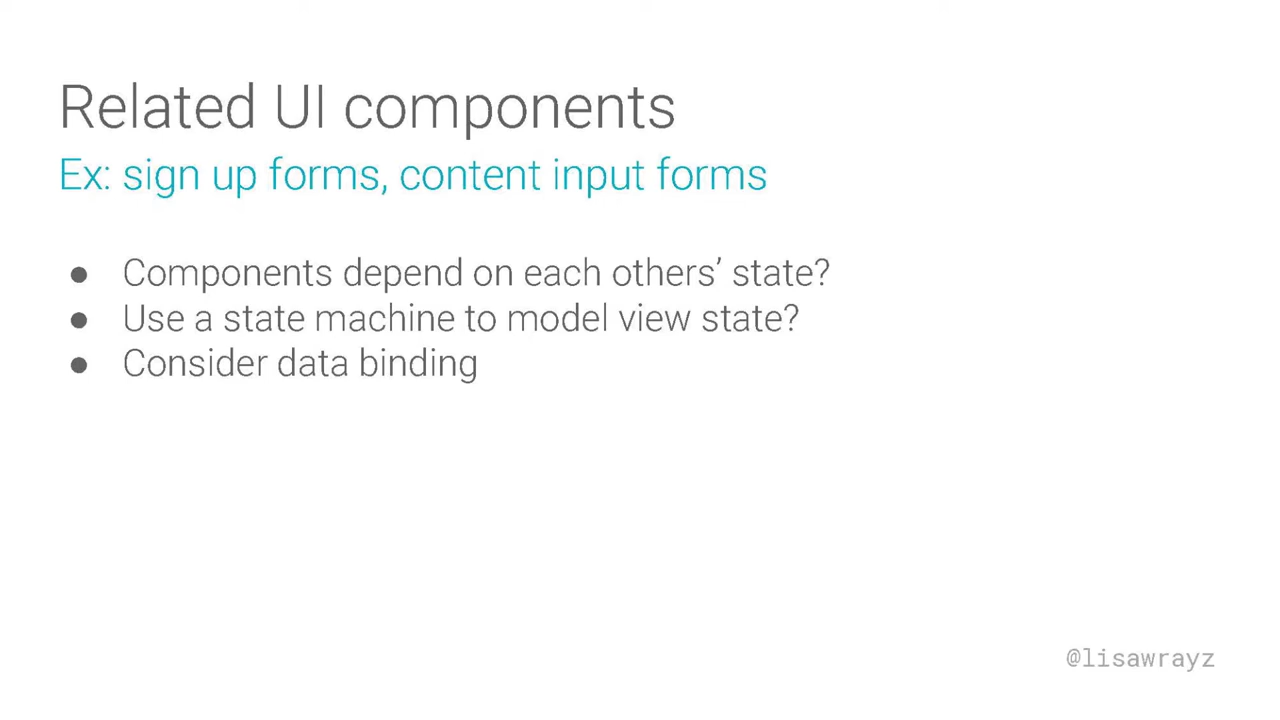 Related UI components
Ex: sign up forms, content input forms
● Components depend on each others’ state?
● Use a state machine to model view state?
● Consider data binding
@lisawrayz